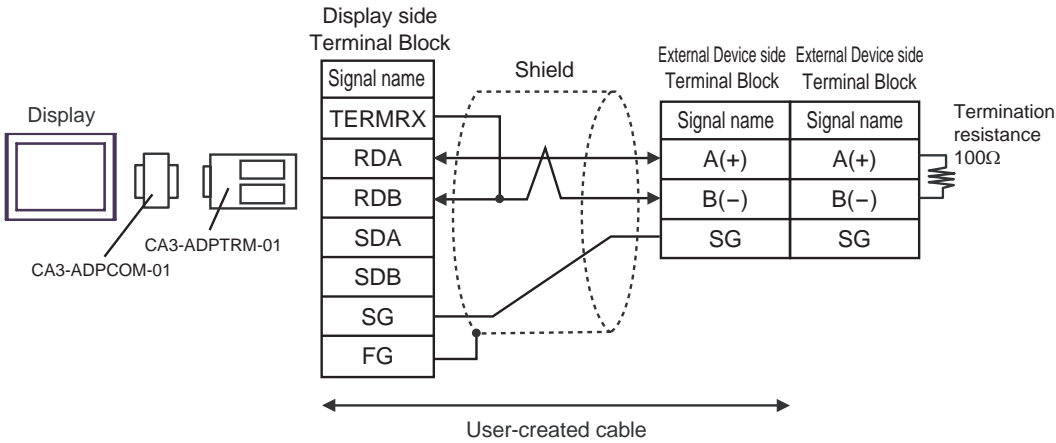 Display
CA3-ADPCOM-01
CA3-ADPTRM-01
Display side
Terminal Block
Signal name
TERMRX
RDA
RDB
SDA
SDB
SG
FG
Shield
External Device side
Terminal Block
Signal name
A(+)
B(−)
SG
External Device side
Terminal Block
Signal name
A(+)
B(−)
SG
Termination
resistance
100Ω
User-created cable